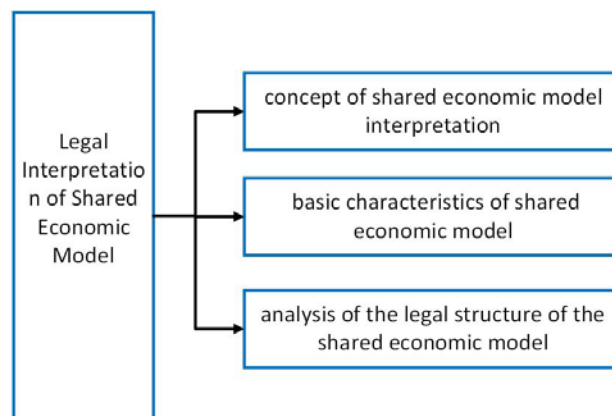 Legal
Interpretatio
n of Shared
Economic
Model
concept of shared economic model
interpretation
basic characteristics of shared
economic model
analysis of the legal structure of the
shared economic model